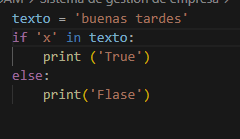 Sistema de gestion de empresa
texto = 'buenas tardes'
if 'x' in texto:
    print ('True')
else:
    print('Flase')